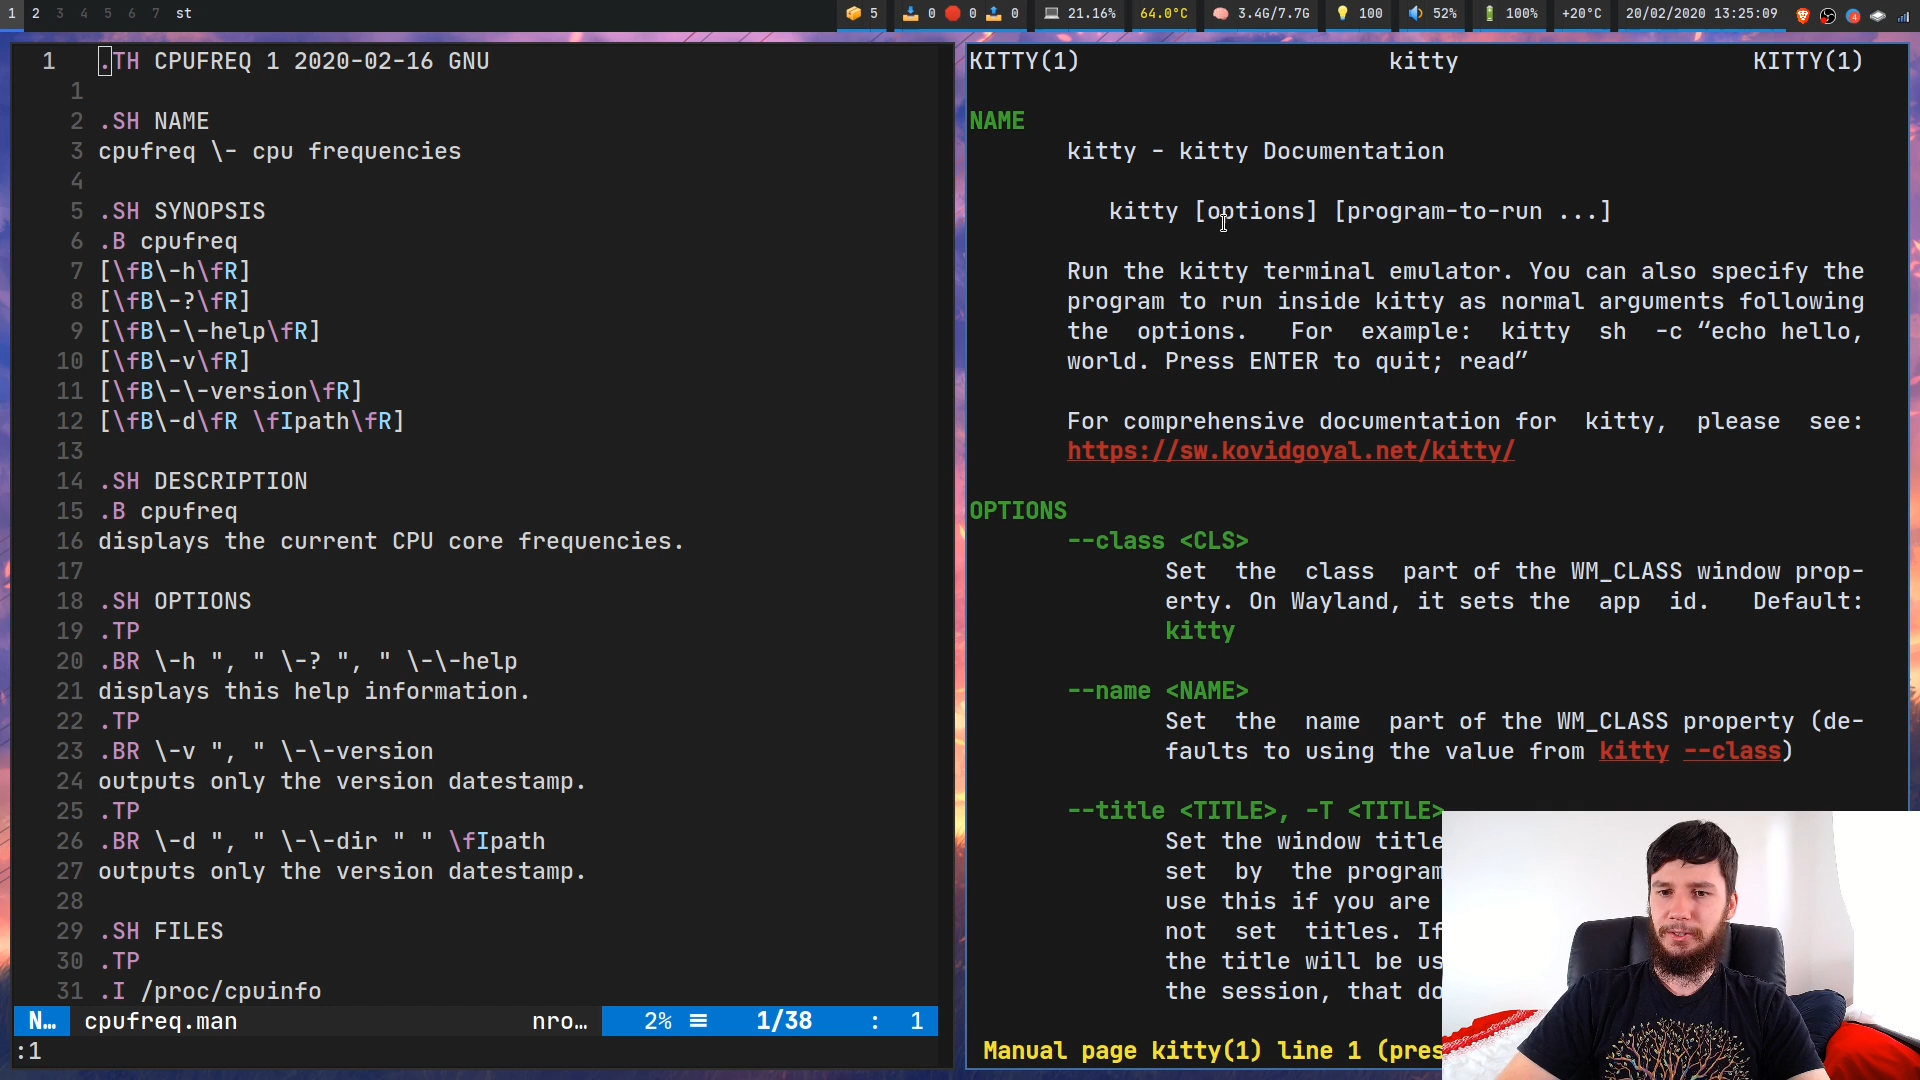 1 2 3 4 5 6 7 st 5 0 0 0 21.16% 64.0°C 3.4G/7.7G 100 52% 100% +20°C 20/02/2020 13:25:09
1 .TH CPUFREQ 1 2020-02-16 GNU
1
2 .SH NAME
3 cpufreq \- cpu frequencies
4
5 .SH SYNOPSIS
6 .B cpufreq
7 [\fB\-h\fR]
8 [\fB\-?\fR]
9 [\fB\-\-help\fR]
10 [\fB\-v\fR]
11 [\fB\-\-version\fR]
12 [\fB\-d\fR \fIpath\fR]
13
14 .SH DESCRIPTION
15 .B cpufreq
16 displays the current CPU core frequencies.
17
18 .SH OPTIONS
19 .TP
20 .BR \-h ", " \-? ", " \-\-help
21 displays this help information.
22 .TP
23 .BR \-v ", " \-\-version
24 outputs only the version datestamp.
25 .TP
26 .BR \-d ", " \-\-dir " " \fIpath
27 outputs only the version datestamp.
28
29 .SH FILES
30 .TP
31 .I /proc/cpuinfo
N… cpufreq.man nro… 2% ≡ 1/38 : 1
:1
KITTY(1) kitty KITTY(1)
NAME
kitty - kitty Documentation
kitty [options] [program-to-run ...]
Run the kitty terminal emulator. You can also specify the
program to run inside kitty as normal arguments following
the options. For example: kitty sh -c “echo hello,
world. Press ENTER to quit; read”
For comprehensive documentation for kitty, please see:
https://sw.kovidgoyal.net/kitty/
OPTIONS
--class <CLS>
Set the class part of the WM_CLASS window prop-
erty. On Wayland, it sets the app id. Default:
kitty
--name <NAME>
Set the name part of the WM_CLASS property (de-
faults to using the value from kitty --class)
--title <TITLE>, -T <TITLE>
Set the window title
set by the program
use this if you are
not set titles. If
the title will be us
the session, that do
Manual page kitty(1) line 1 (pres